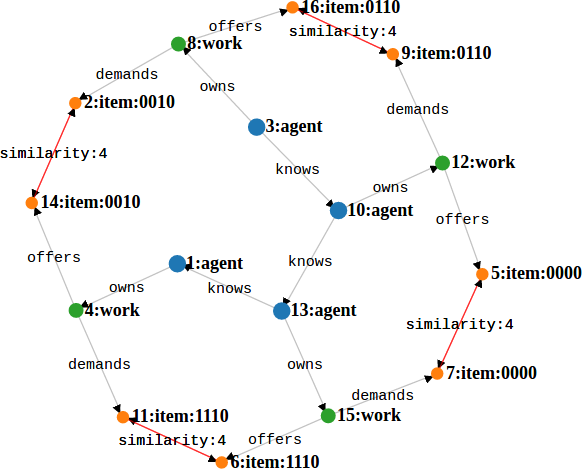 16:item:0110
offers
similarity:4
8:work
9:item:0110
demands
owns
2:item:0010
demands
3:agent
similarity:4
12:work
knows
owns
14:item:0010
10:agent
offers
offers
knows
1:agent
5:item:0000
owns
knows
4:work
13:agent
similarity:4
demands
owns
7:item:0000
demands
11:item:1110
15:work
similarity:4
offers
6:item:1110